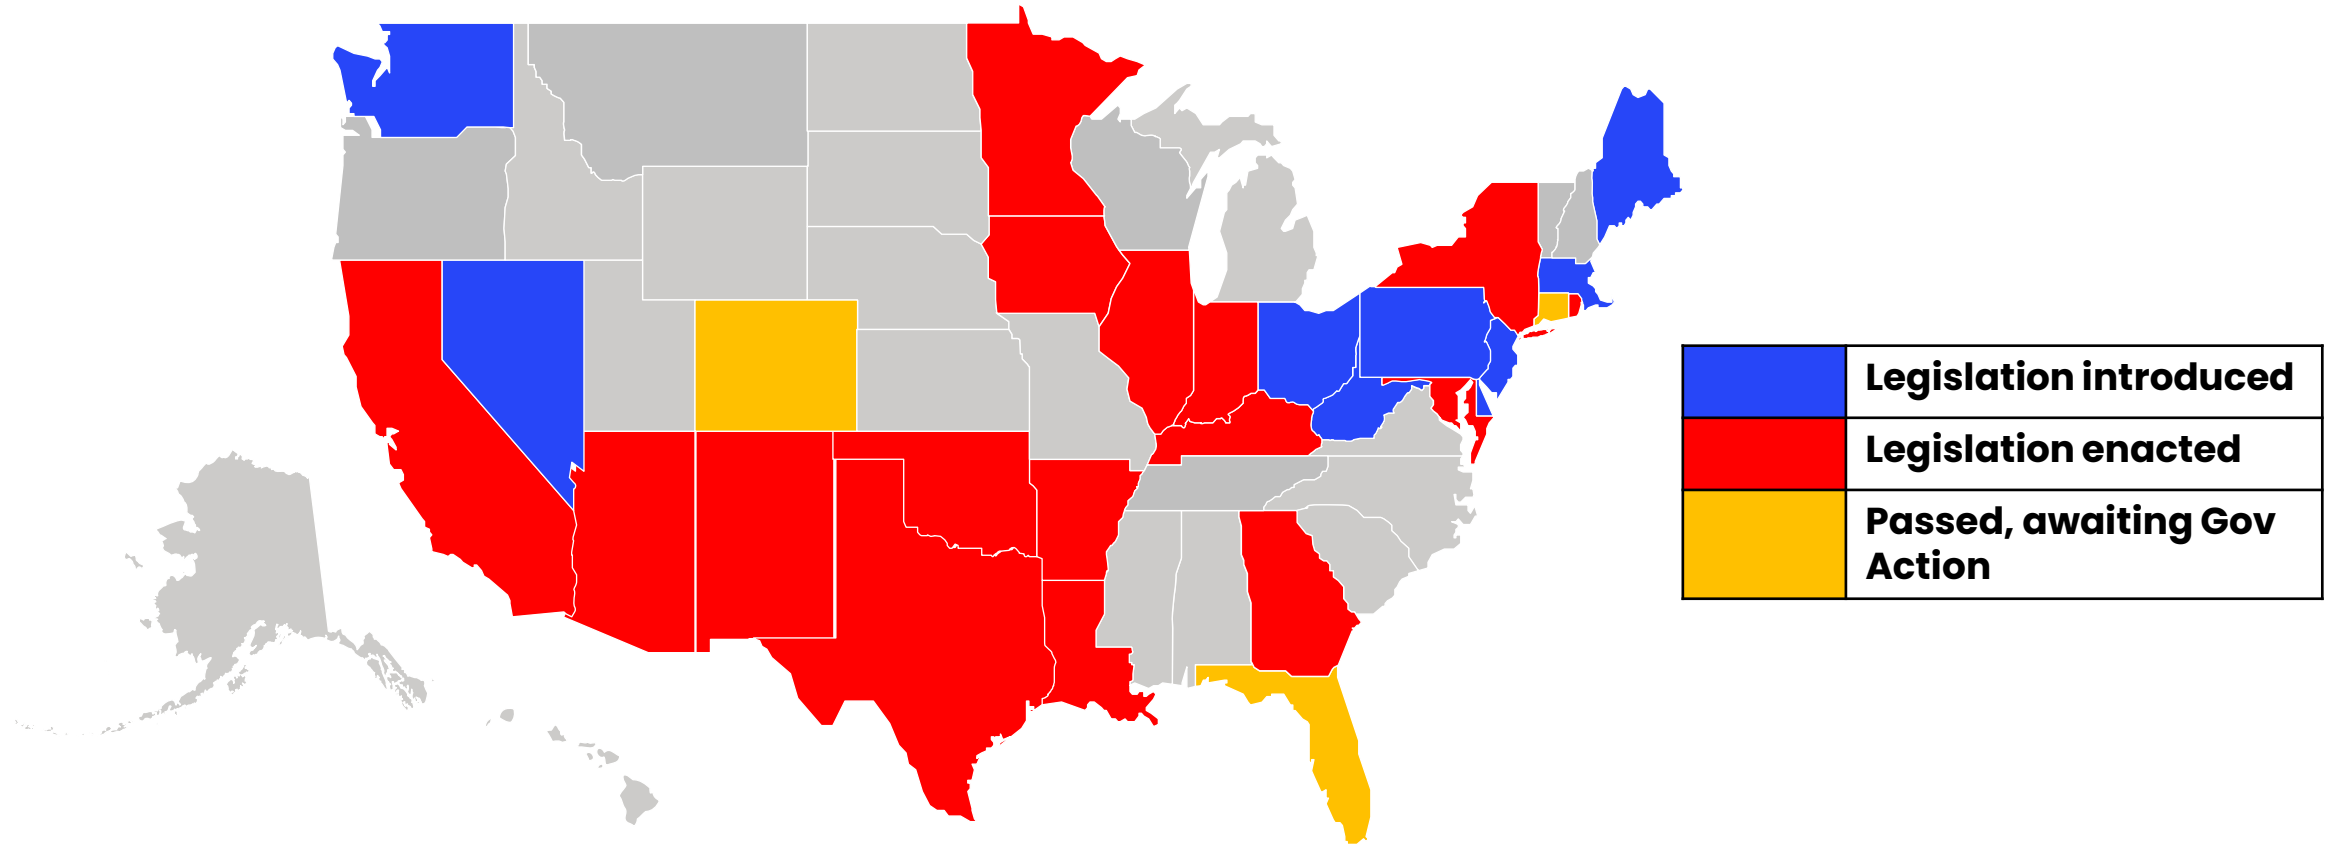 Legislation introduced
Legislation enacted
Passed, awaiting Gov
Action